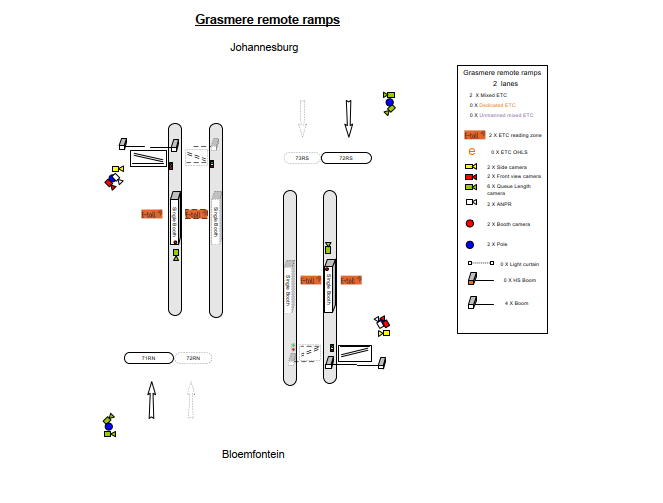 Grasmere remote ramps
Johannesburg
Grasmere remote ramps
2 lanes
2 X Mixed ETC
0 X Dedicated ETC
0 X Unmanned mixed ETC
E-toll ? 2 X ETC reading zone
e 0 X ETC OHLS
2 X Side camera
2 X Front view camera
6 X Queue Length
camera
2 X ANPR
2 X Booth camera
2 X Pole
0 X Light curtain
0 X HS Boom
4 X Boom
73RS
72RS
E-toll ?
Single Booth
E-toll ?
Single Booth
Single Booth
E-toll ?
Single Booth
E-toll ?
71RN
72RN
Bloemfontein